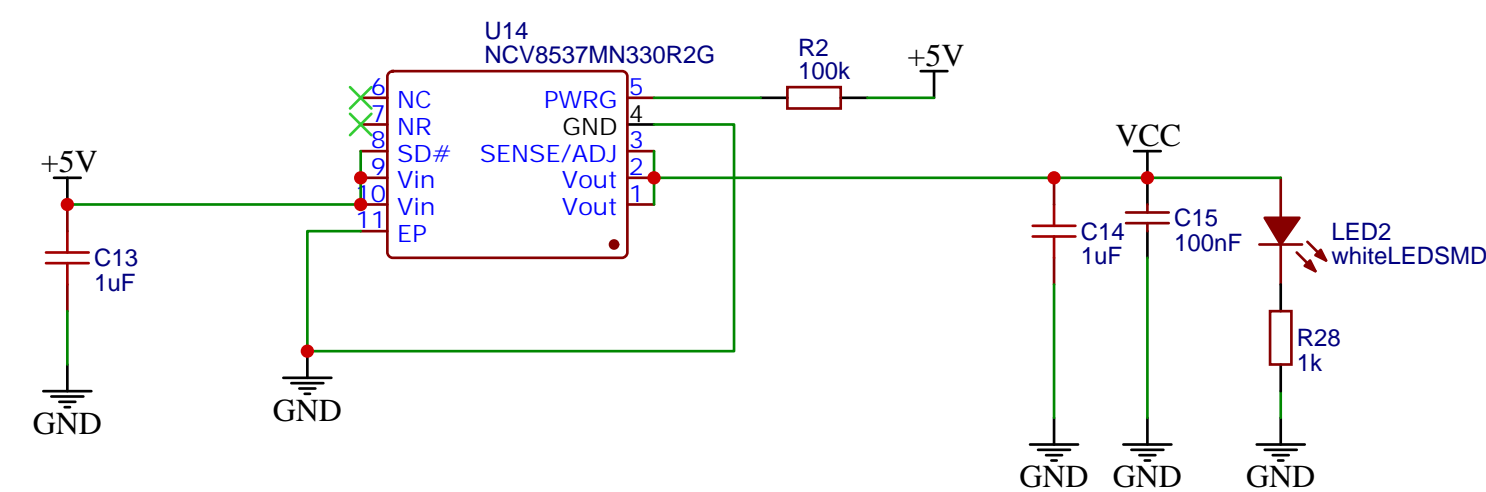 U14
NCV8537MN330R2G
R2
100k
+5V
6
NC
PWRG
5
7
NR
GND
4
8
SD#
SENSE/ADJ
3
9
Vin
Vout
2
10
Vin
Vout
1
11
EP
+5V
C13
1uF
GND
GND
VCC
C14
1uF
C15
100nF
LED2
whiteLEDSMD
R28
1k
GND
GND
GND